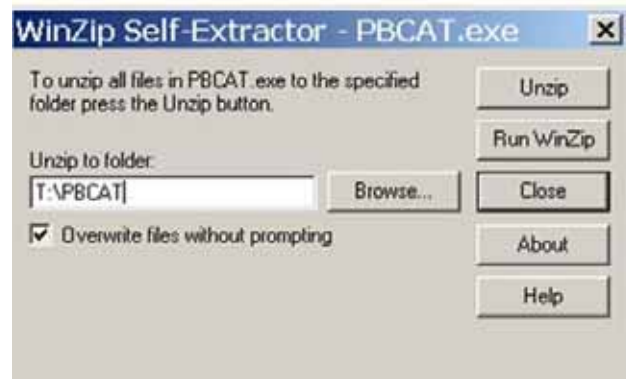 WinZip Self-Extractor - PBCAT.exe
To unzip all files in PBCAT.exe to the specified
folder press the Unzip button.
Unzip to folder:
T:\PBCAT
Browse...
Overwrite files without prompting
Unzip
Run WinZip
Close
About
Help